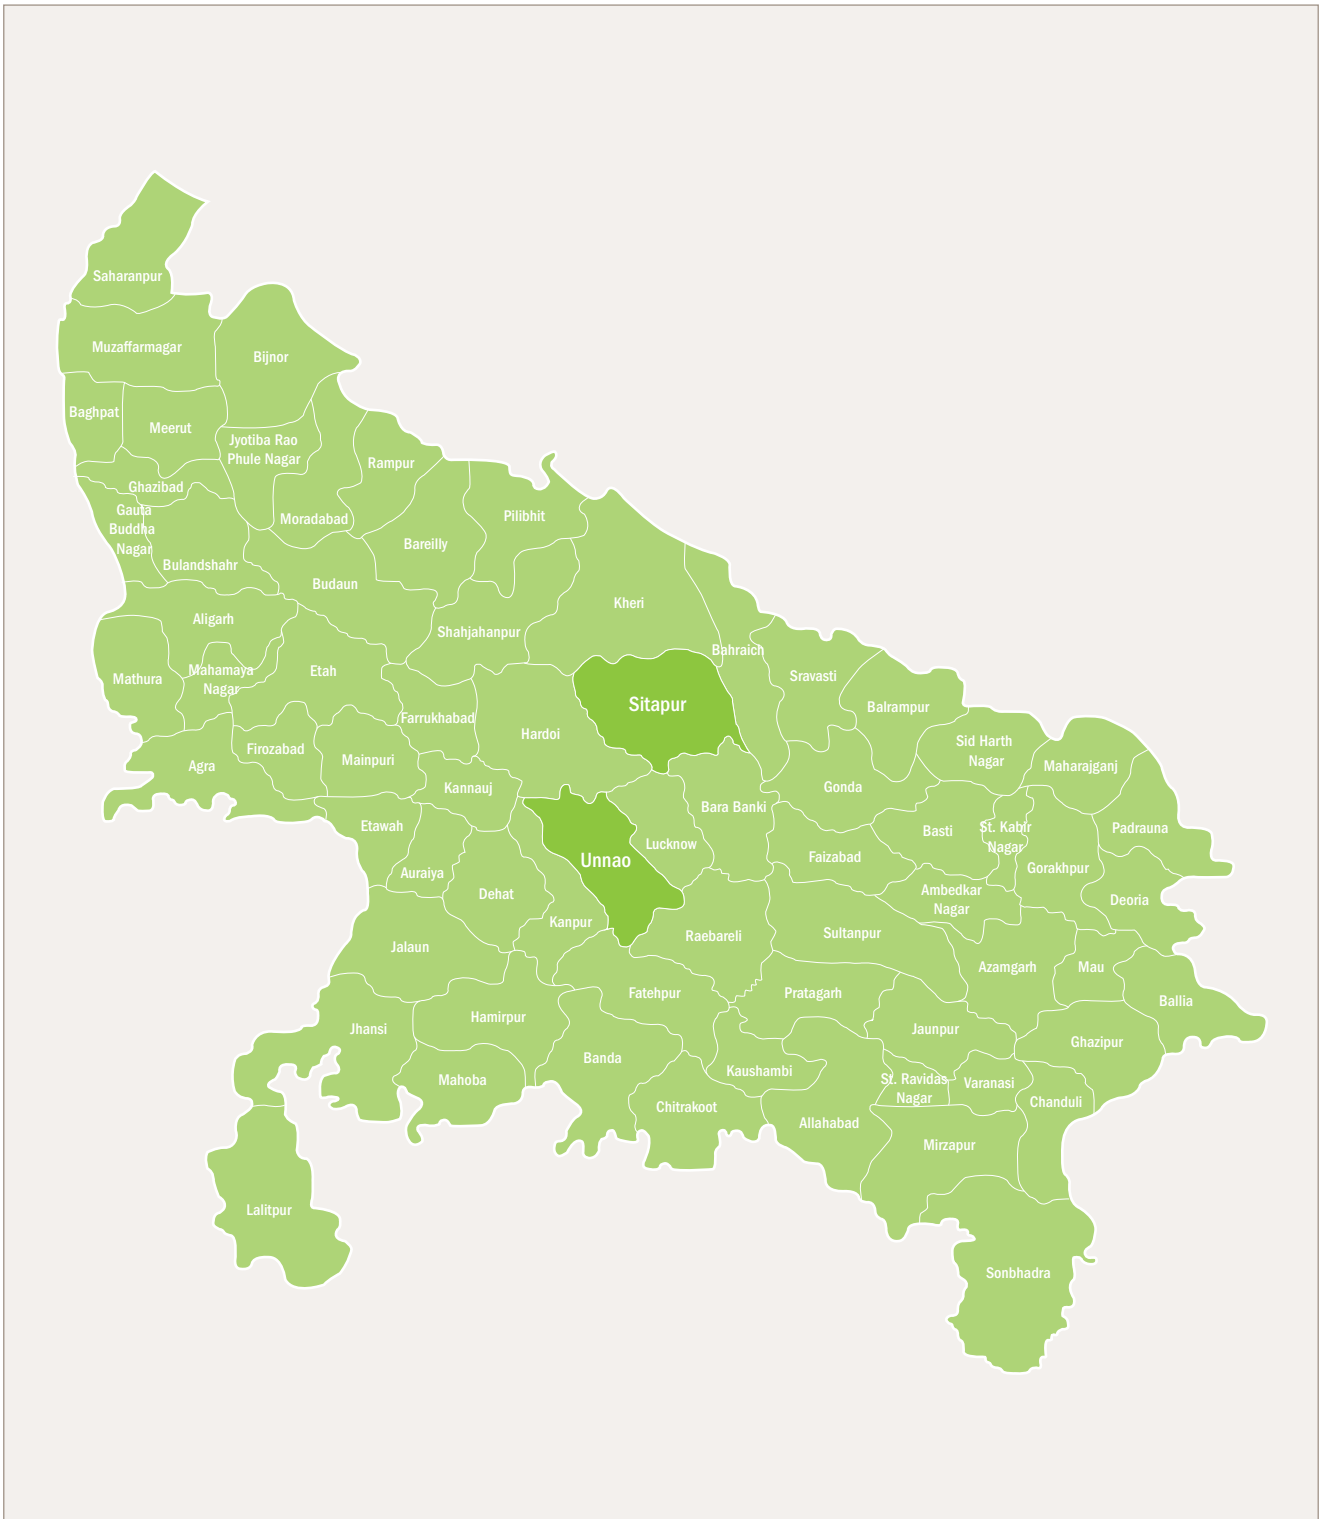 Saharanpur
Muzaffarmagar
Bijnor
Baghpat
Meerut
Jyotiba Rao
Phule Nagar
Rampur
Ghazibad
Gauta
Buddha
Nagar
Moradabad
Pilibhit
Bareilly
Bulandshahr
Budaun
Kheri
Aligarh
Shahjahanpur
Bahraich
Mathura
Mahamaya
Nagar
Etah
Sravasti
Sitapur
Balrampur
Farrukhabad
Hardoi
Firozabad
Mainpuri
Agra
Sid Harth
Nagar
Maharajganj
Kannauj
Gonda
Bara Banki
Etawah
Basti
St. Kabir
Nagar
Padrauna
Lucknow
Unnao
Faizabad
Gorakhpur
Auraiya
Dehat
Ambedkar
Nagar
Deoria
Kanpur
Raebareli
Sultanpur
Jalaun
Azamgarh
Mau
Fatehpur
Pratagarh
Ballia
Hamirpur
Jhansi
Jaunpur
Ghazipur
Banda
Kaushambi
Mahoba
St. Ravidas
Nagar
Varanasi
Chanduli
Chitrakoot
Allahabad
Mirzapur
Lalitpur
Sonbhadra